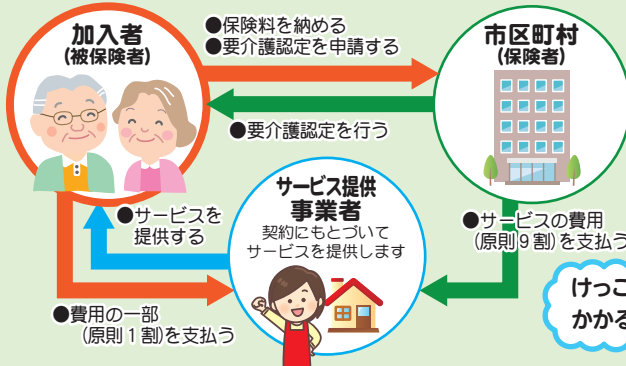 加入者
(被保険者)
●保険料を納める
●要介護認定を申請する
市区町村
(保険者)
●要介護認定を行う
サービス提供
事業者
契約にもとづいて
サービスを提供します
●サービスを
提供する
●サービスの費用
(原則9割)を支払う
●費用の一部
(原則1割)を支払う
けっこ
かかる